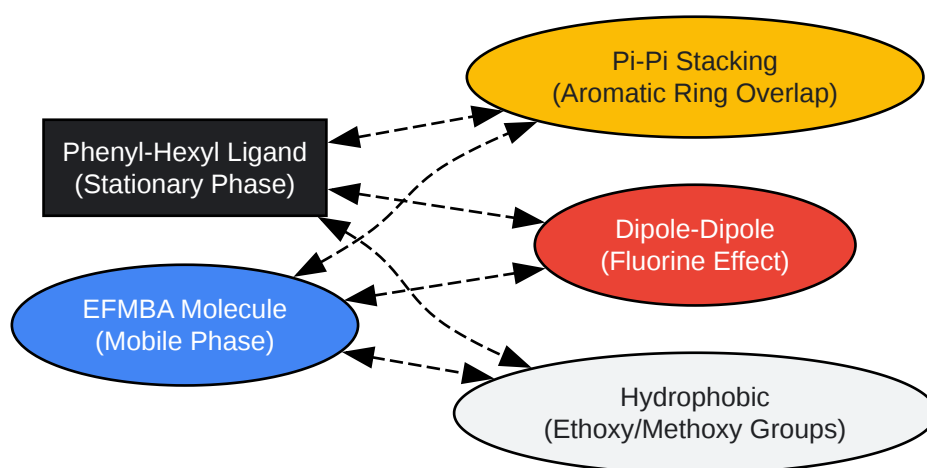 Pi-Pi Stacking
(Aromatic Ring Overlap)
Phenyl-Hexyl Ligand
(Stationary Phase)
Dipole-Dipole
(Fluorine Effect)
EFMBA Molecule
(Mobile Phase)
Hydrophobic
(Ethoxy/Methoxy Groups)